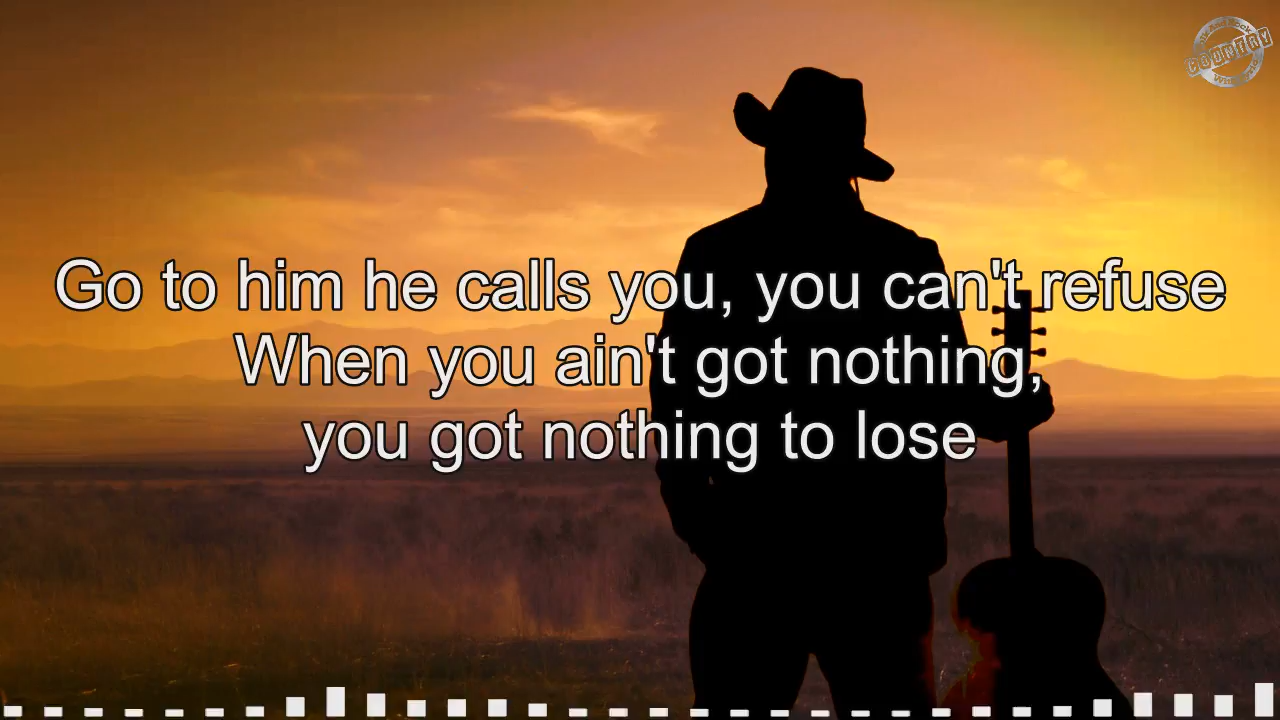 Go to him he calls you, you can't refuse
When you ain't got nothing,
you got nothing to lose
COUNTRY